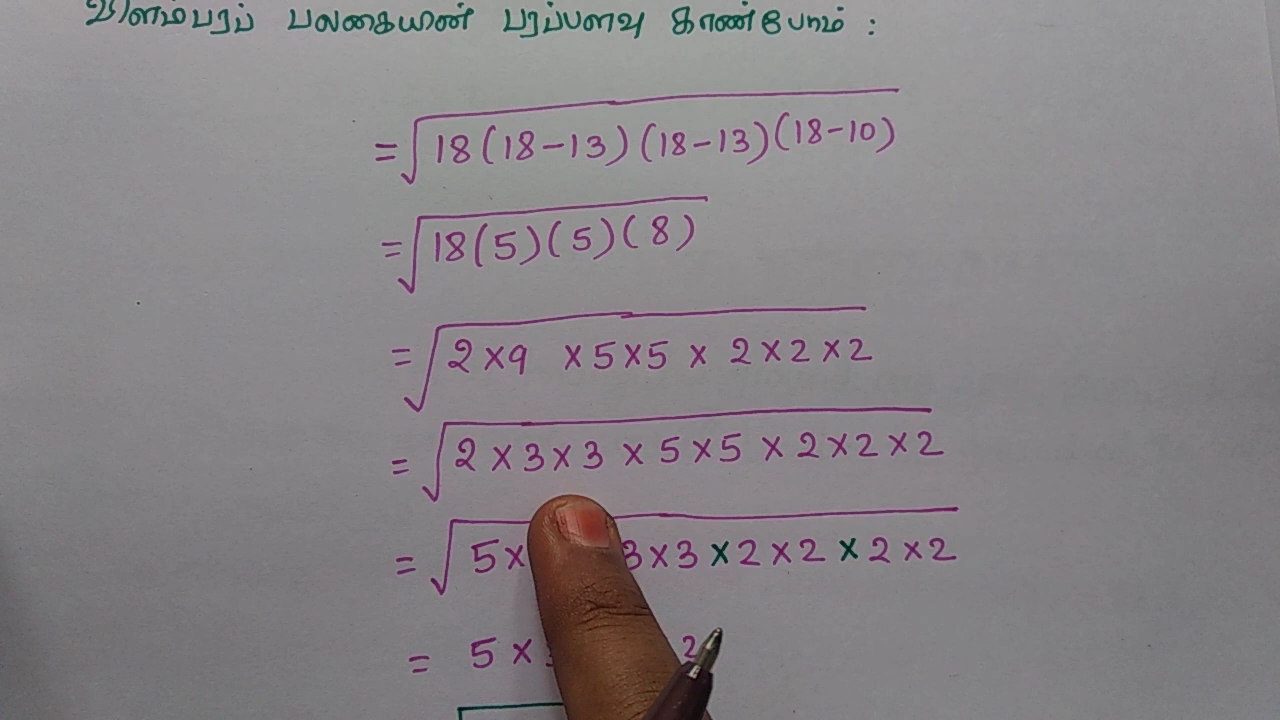 விளம்பரப் பலகையின் பரப்பளவு காண்போம் :
= √18(18-13)(18-13)(18-10)
= √18(5)(5)(8)
= √2×9 ×5×5 × 2×2×2
= √2×3×3×5×5×2×2×2
= √5× 3×3×2×2×2×2
= 5× 2